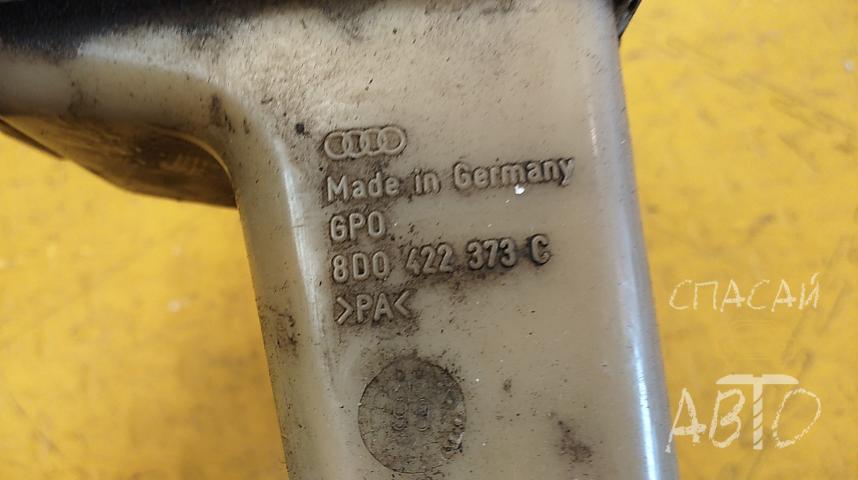 Made in Germany
GPO
8D0 422 373 C
>PA<
СПАСАЙ
АВТО